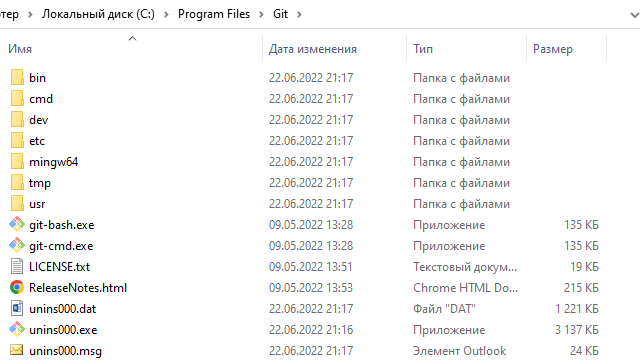 тер > Локальный диск (C:) > Program Files > Git >
Имя Дата изменения Тип Размер
bin 22.06.2022 21:17 Папка с файлами
cmd 22.06.2022 21:17 Папка с файлами
dev 22.06.2022 21:17 Папка с файлами
etc 22.06.2022 21:17 Папка с файлами
mingw64 22.06.2022 21:17 Папка с файлами
tmp 22.06.2022 21:17 Папка с файлами
usr 22.06.2022 21:17 Папка с файлами
git-bash.exe 09.05.2022 13:28 Приложение 135 КБ
git-cmd.exe 09.05.2022 13:28 Приложение 135 КБ
LICENSE.txt 09.05.2022 13:51 Текстовый докум... 19 КБ
ReleaseNotes.html 09.05.2022 13:53 Chrome HTML Do... 215 КБ
unins000.dat 22.06.2022 21:17 Файл "DAT" 1 221 КБ
unins000.exe 22.06.2022 21:16 Приложение 3 137 КБ
unins000.msg 22.06.2022 21:17 Элемент Outlook 24 КБ